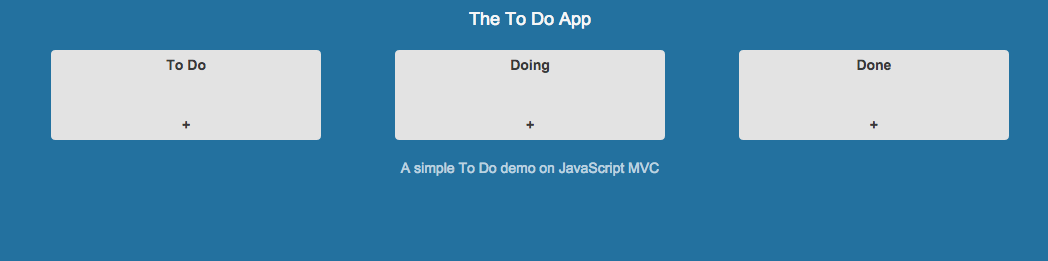 The To Do App
To Do
Doing
Done
+
+
+
A simple To Do demo on JavaScript MVC